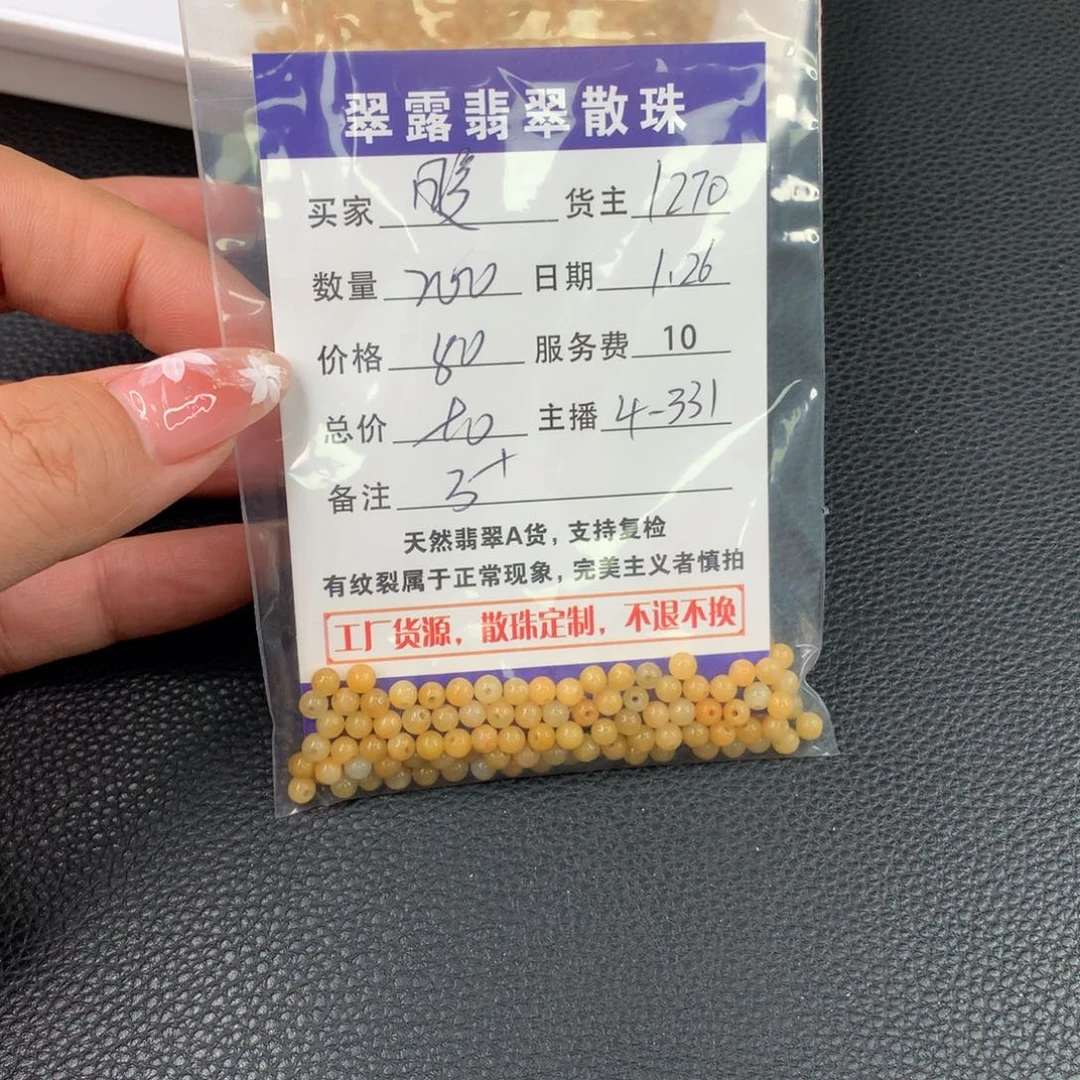 翠露翡翠散珠
买家 货主 1270
数量 200 日期 1.26
价格 80 服务费 10
总价 主播 4-331
备注 3+
天然翡翠A货，支持复检
有纹裂属于正常现象，完美主义者慎拍
工厂货源，散珠定制，不退不换